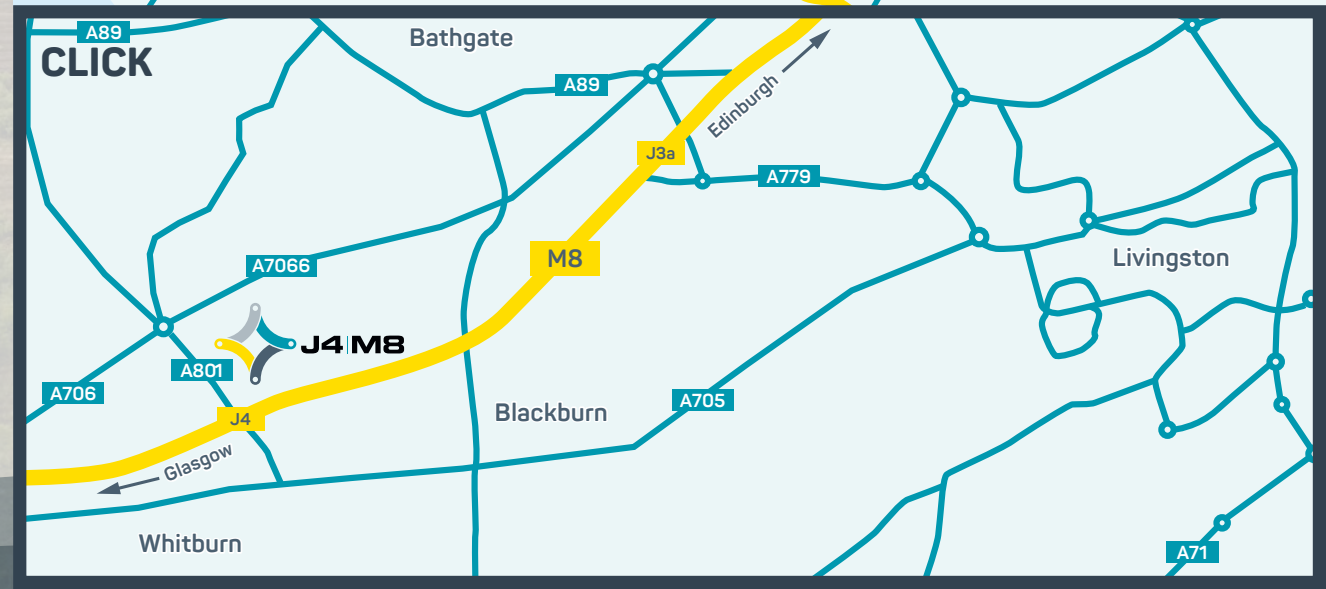 A89
CLICK
Bathgate
A89
Edinburgh
J3a
A779
M8
Livingston
A7066
J4|M8
A801
A706
J4
A705
Blackburn
Glasgow
Whitburn
A71